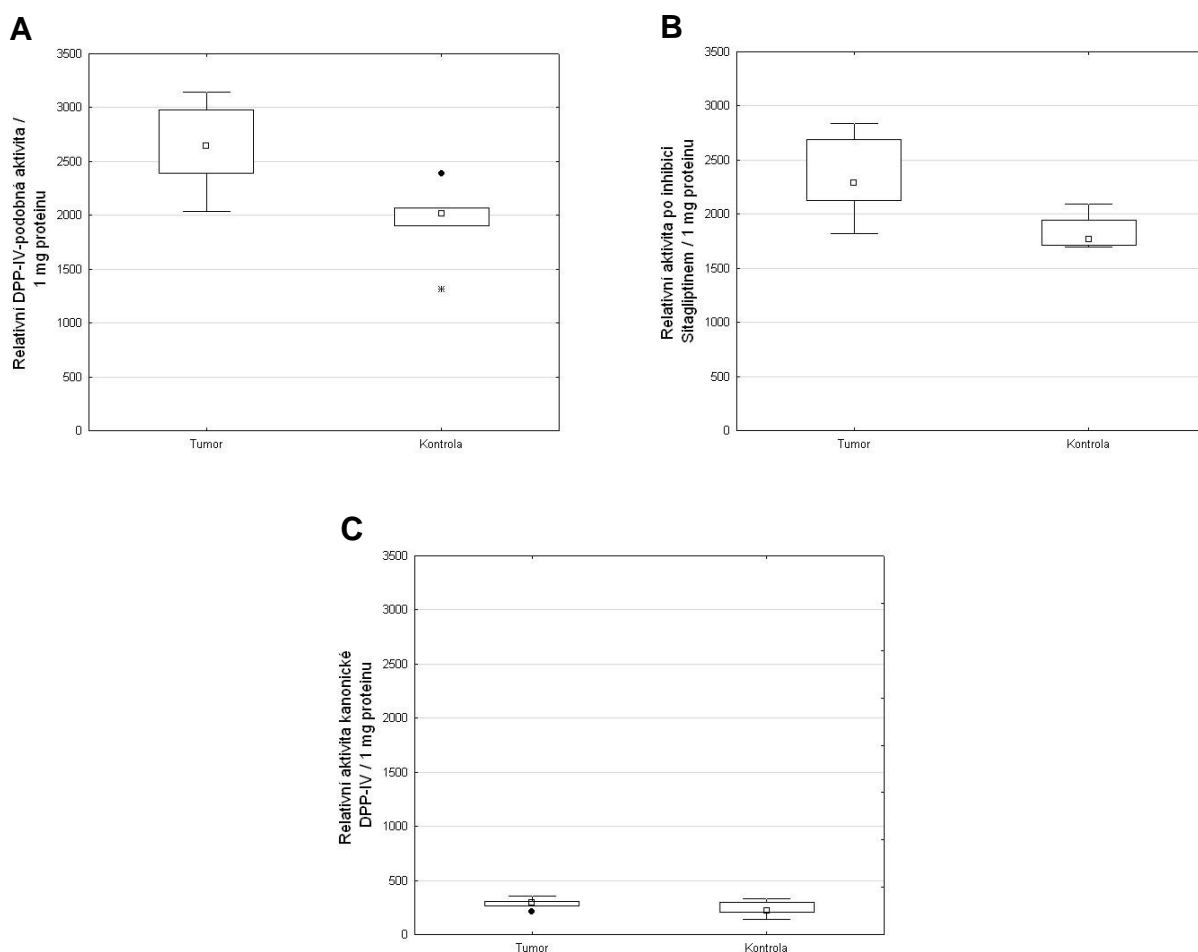 A
Relativní DPP-IV-podobná aktivita /
1 mg proteinu
3500
3000
2500
2000
1500
1000
500
0
Tumor
Kontrola
B
Relativní aktivita po inhibici
Sitagliptinem / 1 mg proteinu
3500
3000
2500
2000
1500
1000
500
0
Tumor
Kontrola
C
Relativní aktivita kanonické
DPP-IV / 1 mg proteinu
3500
3000
2500
2000
1500
1000
500
0
Tumor
Kontrola